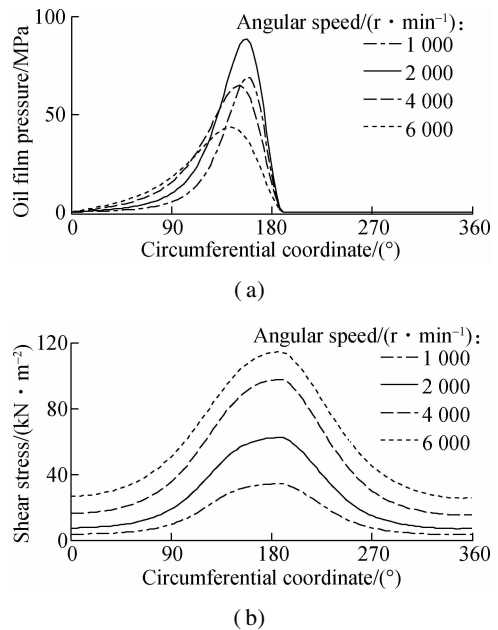 Angular speed/(r·min⁻¹):
1 000
2 000
4 000
6 000
Oil film pressure/MPa
100
50
0
0 90 180 270 360
Circumferential coordinate/(°)
(a)
Angular speed/(r·min⁻¹):
1 000
2 000
4 000
6 000
Shear stress/(kN·m⁻²)
120
80
40
0
0 90 180 270 360
Circumferential coordinate/(°)
(b)